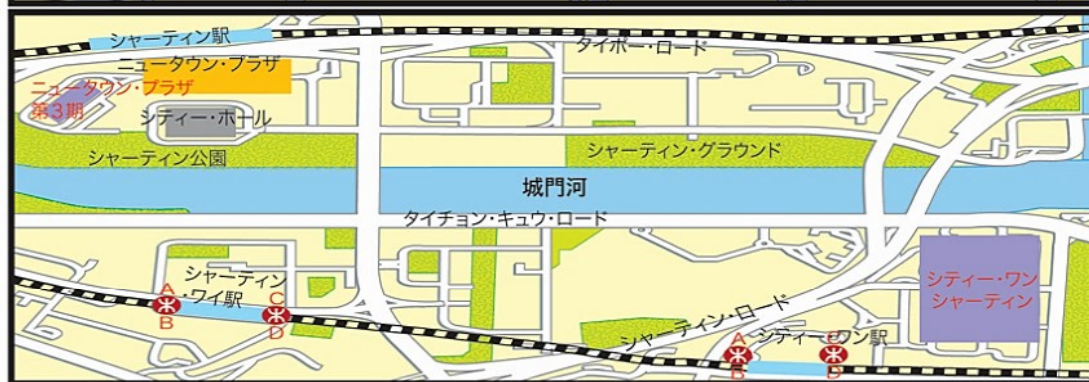 シャーティン駅
タイポー・ロード
ニュータウン・プラザ
ニュータウン・プラザ
第3期
シティー・ホール
シャーティン公園
シャーティン・グラウンド
城門河
タイチョン・キュウ・ロード
シャーティン
・ワイ駅
A
B
C
D
シティー・ワン
シャーティン
シャーティン・ロード
シティー・ワン駅
A
B
C
D